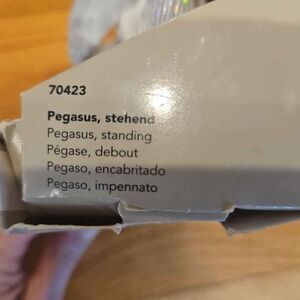 70423
Pegasus, stehend
Pegasus, standing
Pégase, debout
Pegaso, encabritado
Pegaso, impennato